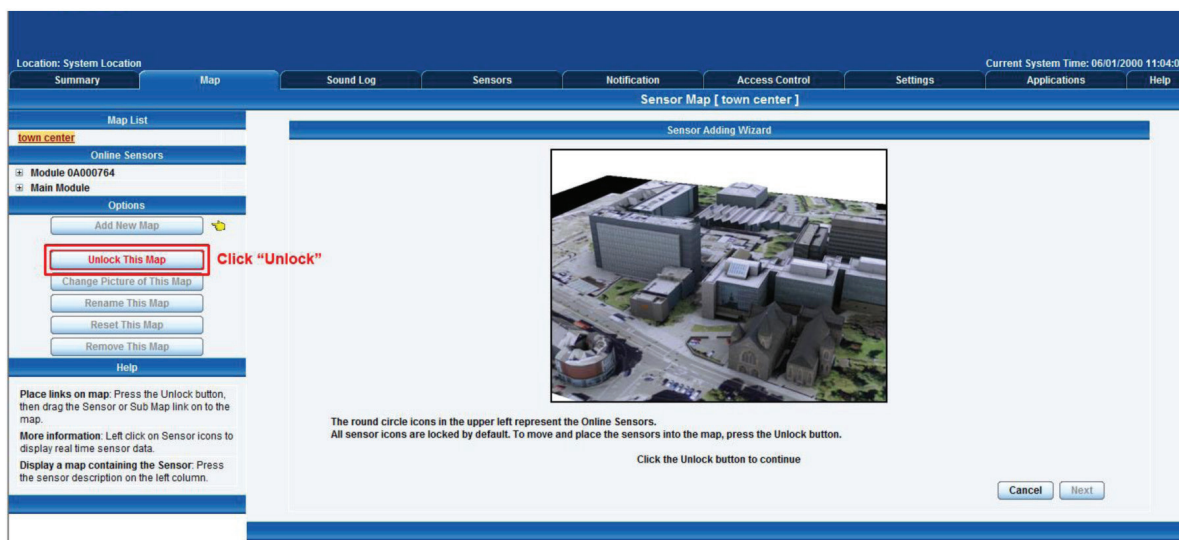 Location: System Location
Current System Time: 06/01/2000 11:04:0
Summary
Map
Sound Log
Sensors
Notification
Access Control
Settings
Applications
Help
Sensor Map [ town center ]
Map List
town center
Online Sensors
Module 0A000764
Main Module
Options
Add New Map
Unlock This Map
Click “Unlock”
Change Picture of This Map
Rename This Map
Reset This Map
Remove This Map
Help
Place links on map: Press the Unlock button,
then drag the Sensor or Sub Map link on to the
map.
More information: Left click on Sensor icons to
display real time sensor data.
Display a map containing the Sensor: Press
the sensor description on the left column.
Sensor Adding Wizard
The round circle icons in the upper left represent the Online Sensors.
All sensor icons are locked by default. To move and place the sensors into the map, press the Unlock button.
Click the Unlock button to continue
Cancel
Next